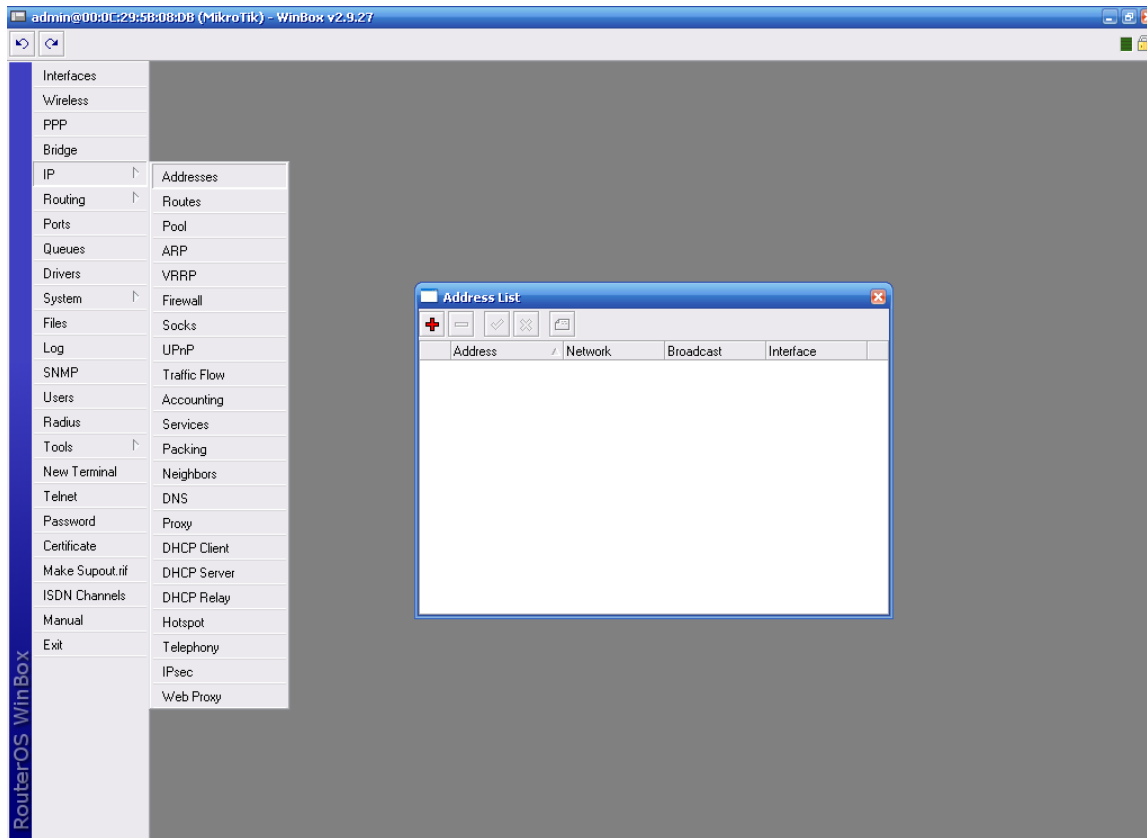 admin@00:0C:29:5B:08:DB (MikroTik) - WinBox v2.9.27
Interfaces
Wireless
PPP
Bridge
IP
Routing
Ports
Queues
Drivers
System
Files
Log
SNMP
Users
Radius
Tools
New Terminal
Telnet
Password
Certificate
Make Supout.rif
ISDN Channels
Manual
Exit
RouterOS WinBox
Addresses
Routes
Pool
ARP
VRRP
Firewall
Socks
UPnP
Traffic Flow
Accounting
Services
Packing
Neighbors
DNS
Proxy
DHCP Client
DHCP Server
DHCP Relay
Hotspot
Telephony
IPsec
Web Proxy
Address List
Address Network Broadcast Interface